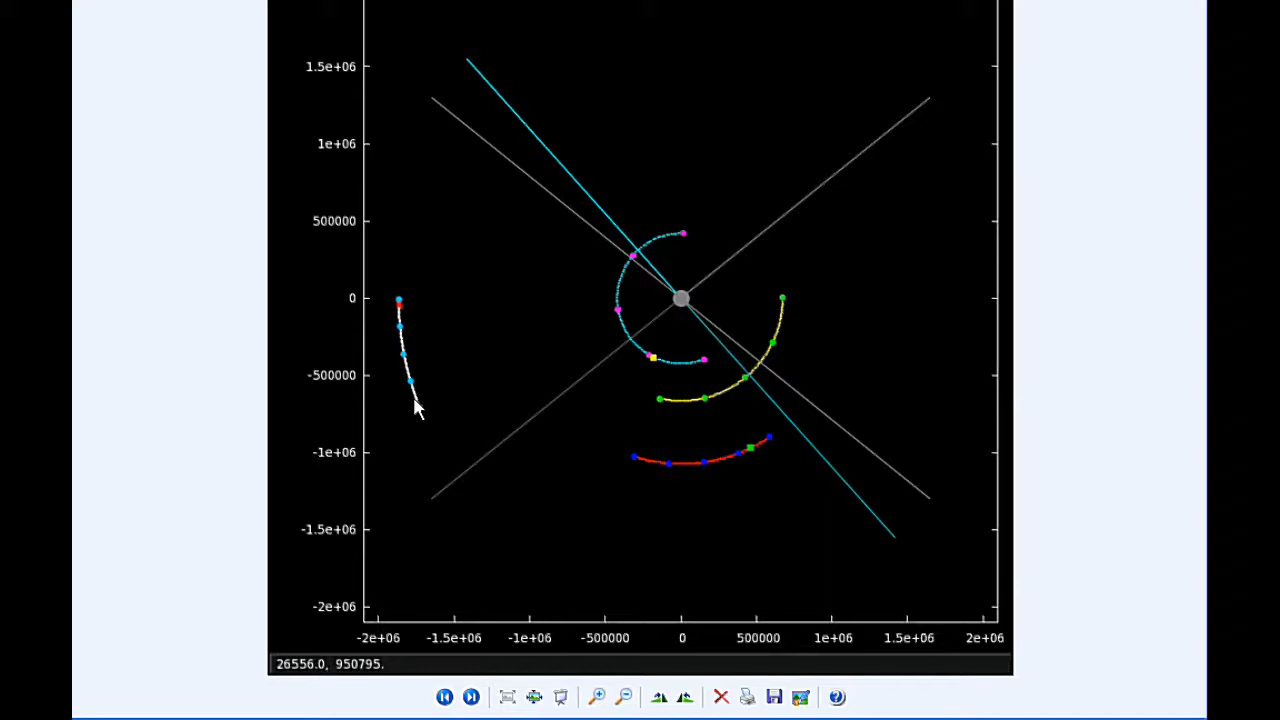 1.5e+06
1e+06
500000
0
-500000
-1e+06
-1.5e+06
-2e+06
-2e+06 -1.5e+06 -1e+06 -500000 0 500000 1e+06 1.5e+06 2e+06
26556.0, 950795.